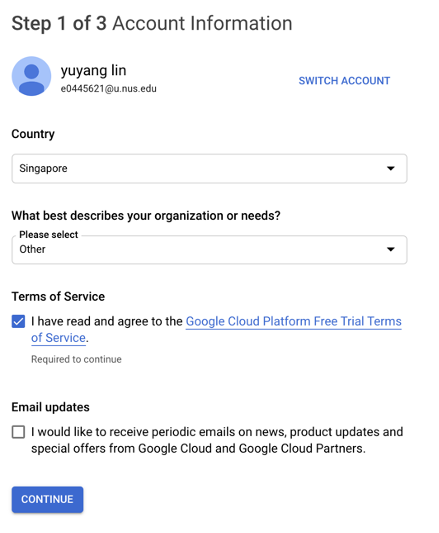 Step 1 of 3 Account Information
yuyang lin
e0445621@u.nus.edu
SWITCH ACCOUNT
Country
Singapore
What best describes your organization or needs?
Please select
Other
Terms of Service
I have read and agree to the Google Cloud Platform Free Trial Terms
of Service.
Required to continue
Email updates
I would like to receive periodic emails on news, product updates and
special offers from Google Cloud and Google Cloud Partners.
CONTINUE